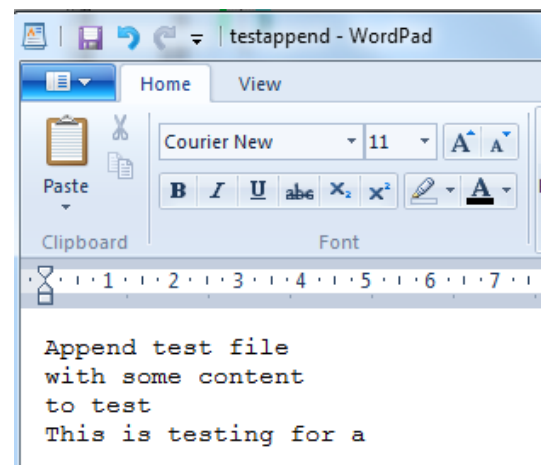 testappend - WordPad
Home View
Courier New 11 A A
Paste B I U abc X₂ X² A
Clipboard Font
1 2 3 4 5 6 7
Append test file
with some content
to test
This is testing for a